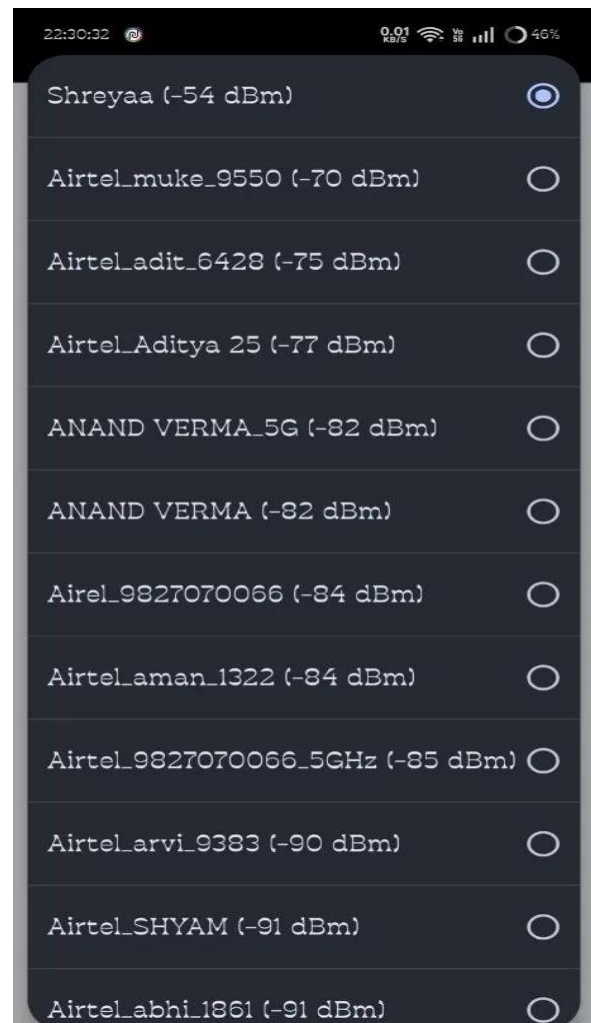 22:30:32 0.01 KB/S Vo 5G 46%
Shreyaa (-54 dBm)
Airtel_muke_9550 (-70 dBm)
Airtel_adit_6428 (-75 dBm)
Airtel_Aditya 25 (-77 dBm)
ANAND VERMA_5G (-82 dBm)
ANAND VERMA (-82 dBm)
Airel_9827070066 (-84 dBm)
Airtel_aman_1322 (-84 dBm)
Airtel_9827070066_5GHz (-85 dBm)
Airtel_arvi_9383 (-90 dBm)
Airtel_SHYAM (-91 dBm)
Airtel_abhi_1861 (-91 dBm)